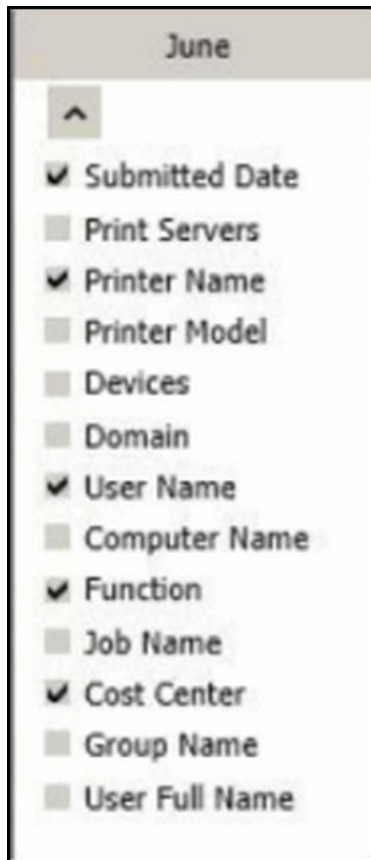 June
Submitted Date
Print Servers
Printer Name
Printer Model
Devices
Domain
User Name
Computer Name
Function
Job Name
Cost Center
Group Name
User Full Name